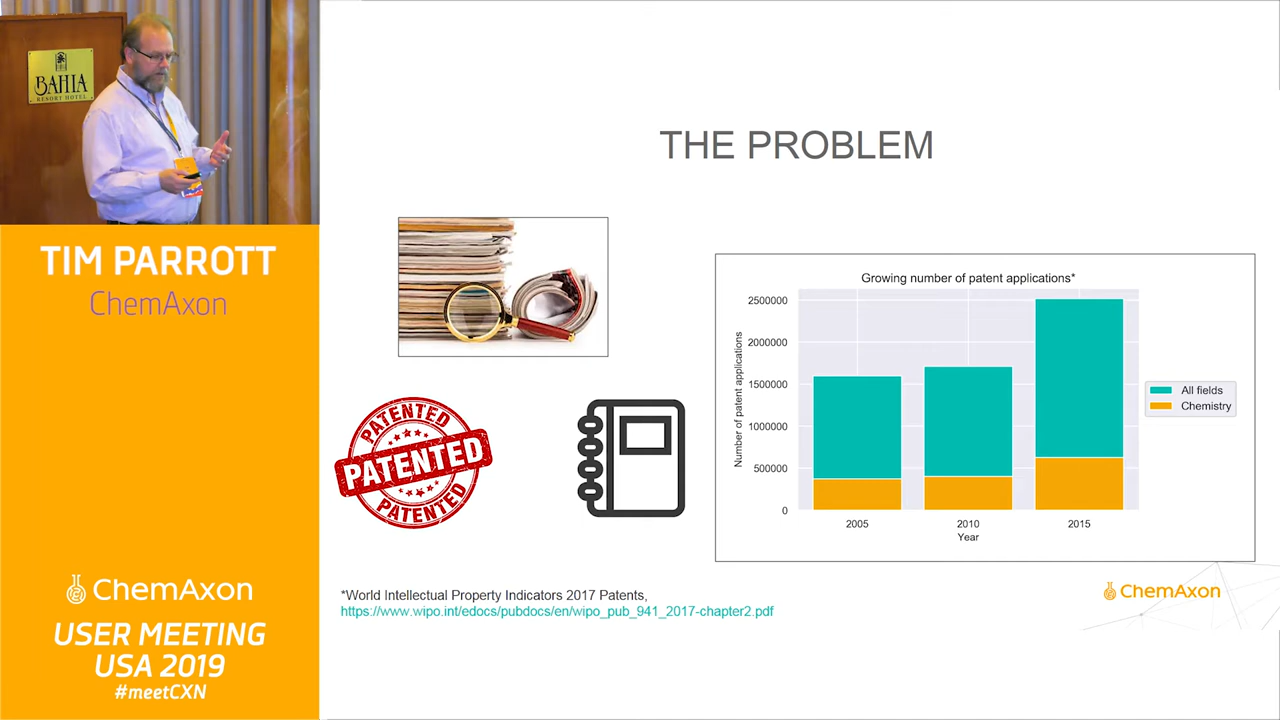 BAHIA
RESORT HOTEL
TIM PARROTT
ChemAxon
ChemAxon
USER MEETING
USA 2019
#meetCXN
THE PROBLEM
PATENTED
PATENTED
PATENTED
Growing number of patent applications*
Number of patent applications
2500000
2000000
1500000
1000000
500000
0
2005
2010
2015
Year
All fields
Chemistry
*World Intellectual Property Indicators 2017 Patents,
https://www.wipo.int/edocs/pubdocs/en/wipo_pub_941_2017-chapter2.pdf
ChemAxon